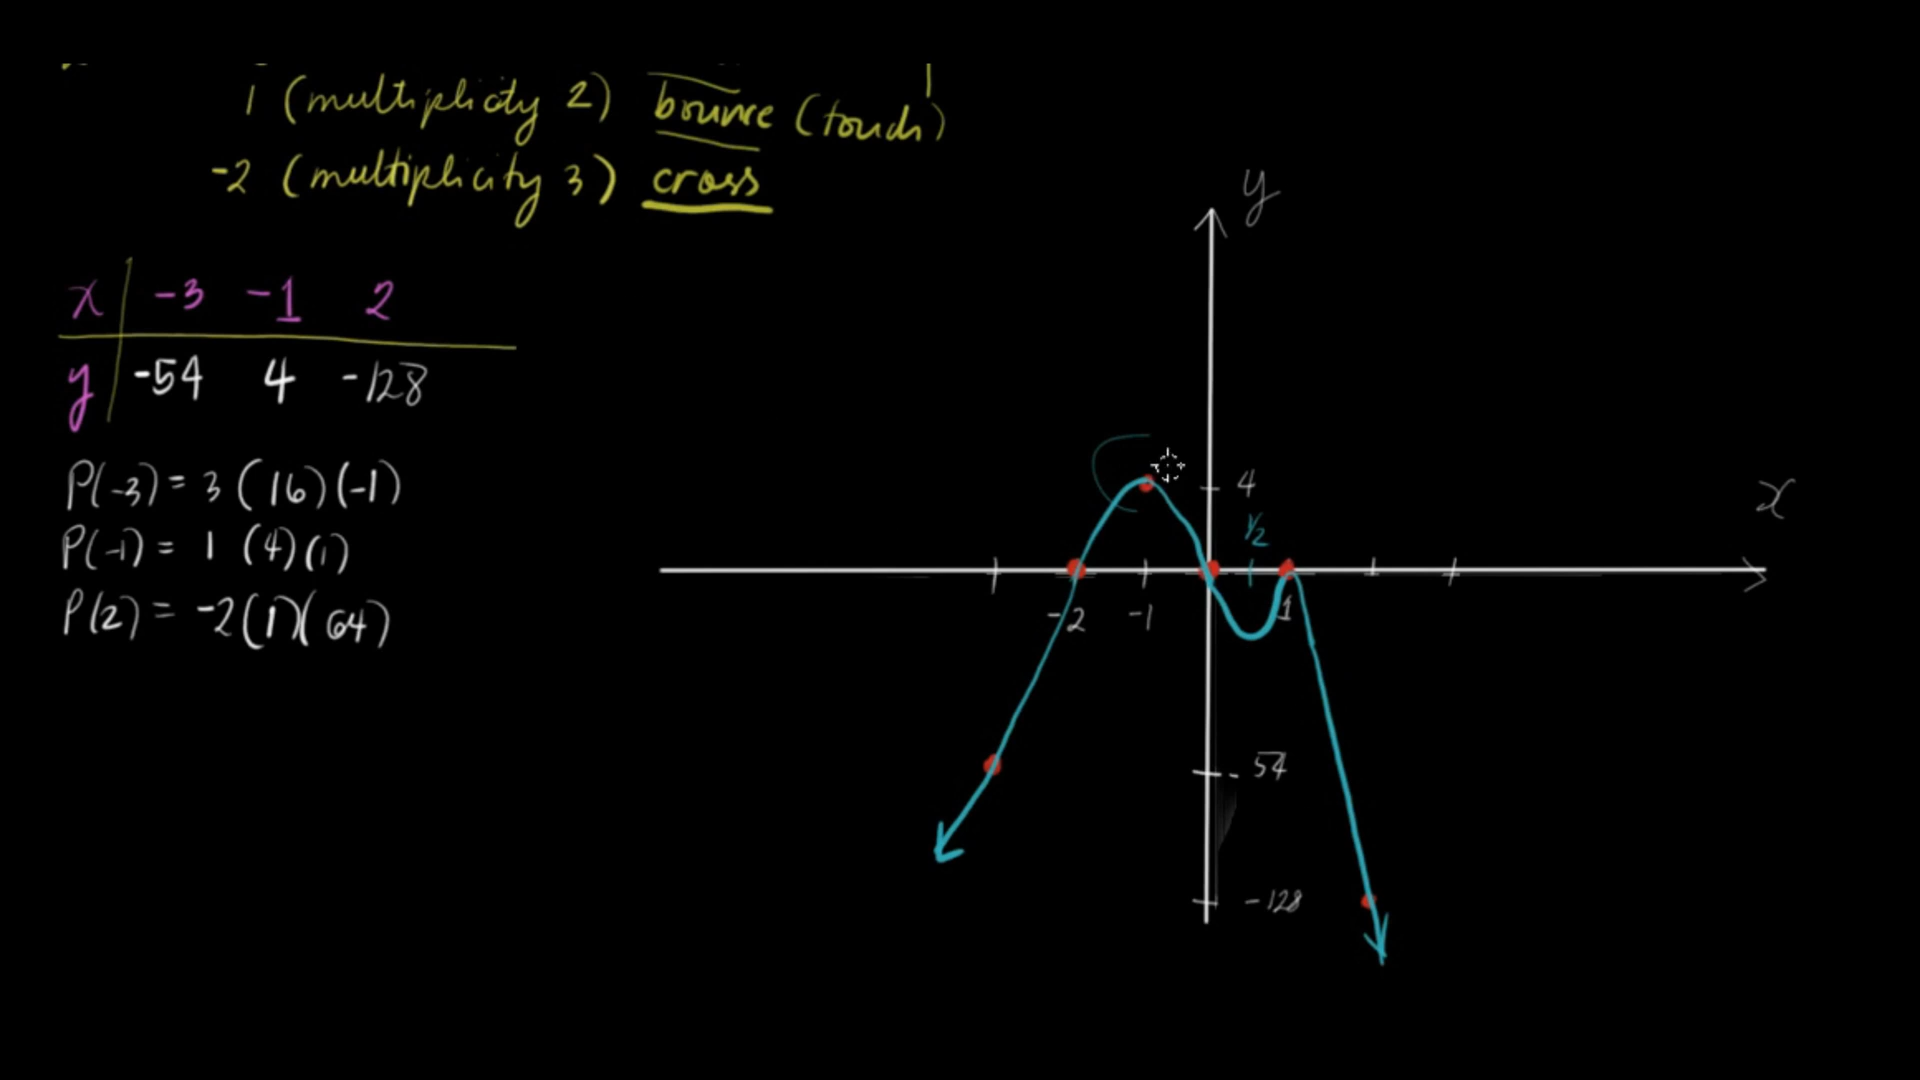 1 (multiplicity 2) bounce (touch)
-2 (multiplicity 3) cross
x -3 -1 2
y -54 4 -128
P(-3) = 3 (16)(-1)
P(-1) = 1 (4)(1)
P(2) = -2(1)(64)
y
x
4
1/2
-2 -1 1
- 54
-128